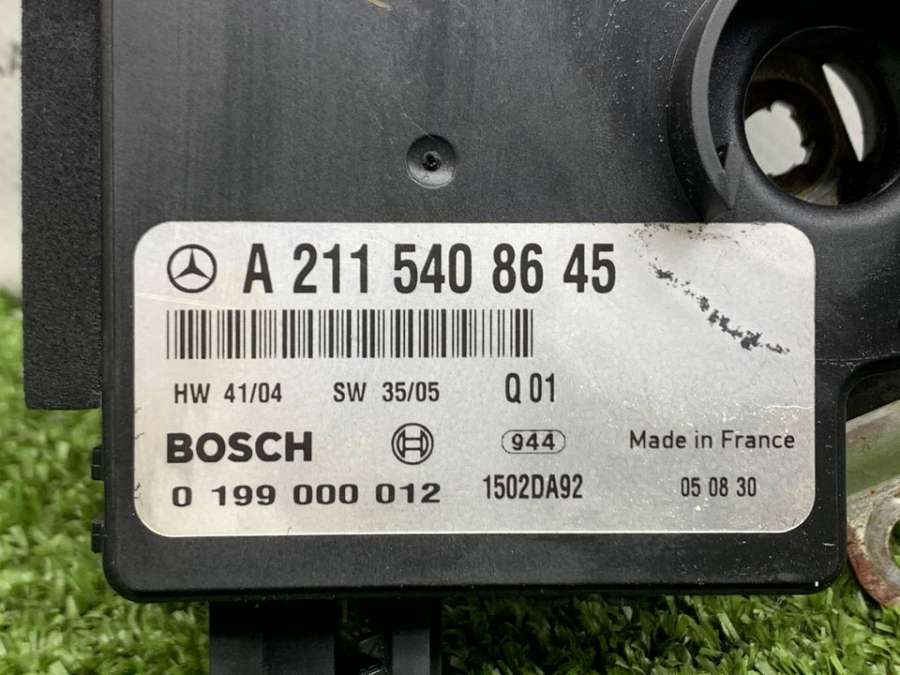 A 211 540 86 45
HW 41/04 SW 35/05 Q 01
BOSCH 944 Made in France
0 199 000 012 1502DA92 05 08 30